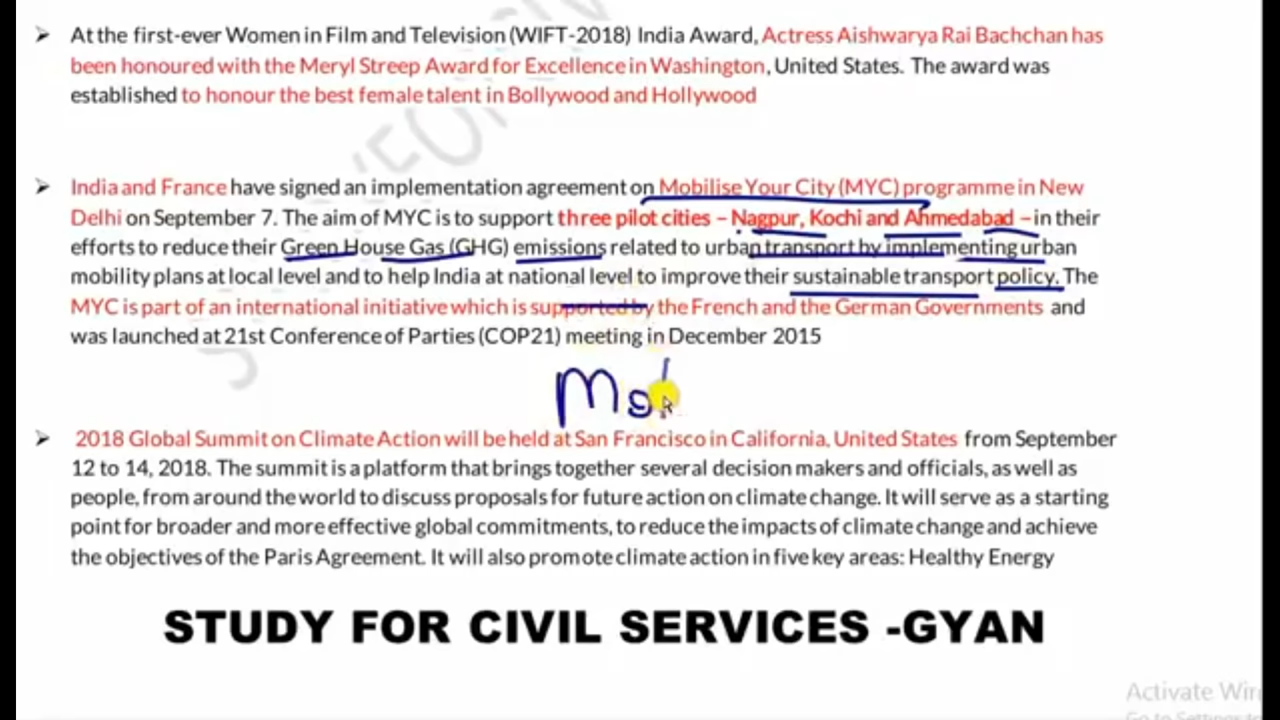 ➤ At the first-ever Women in Film and Television (WIFT-2018) India Award, Actress Aishwarya Rai Bachchan has
been honoured with the Meryl Streep Award for Excellence in Washington, United States. The award was
established to honour the best female talent in Bollywood and Hollywood
➤ India and France have signed an implementation agreement on Mobilise Your City (MYC) programme in New
Delhi on September 7. The aim of MYC is to support three pilot cities – Nagpur, Kochi and Ahmedabad – in their
efforts to reduce their Green House Gas (GHG) emissions related to urban transport by implementing urban
mobility plans at local level and to help India at national level to improve their sustainable transport policy. The
MYC is part of an international initiative which is supported by the French and the German Governments and
was launched at 21st Conference of Parties (COP21) meeting in December 2015
➤ 2018 Global Summit on Climate Action will be held at San Francisco in California, United States from September
12 to 14, 2018. The summit is a platform that brings together several decision makers and officials, as well as
people, from around the world to discuss proposals for future action on climate change. It will serve as a starting
point for broader and more effective global commitments, to reduce the impacts of climate change and achieve
the objectives of the Paris Agreement. It will also promote climate action in five key areas: Healthy Energy
STUDY FOR CIVIL SERVICES -GYAN
Activate Win